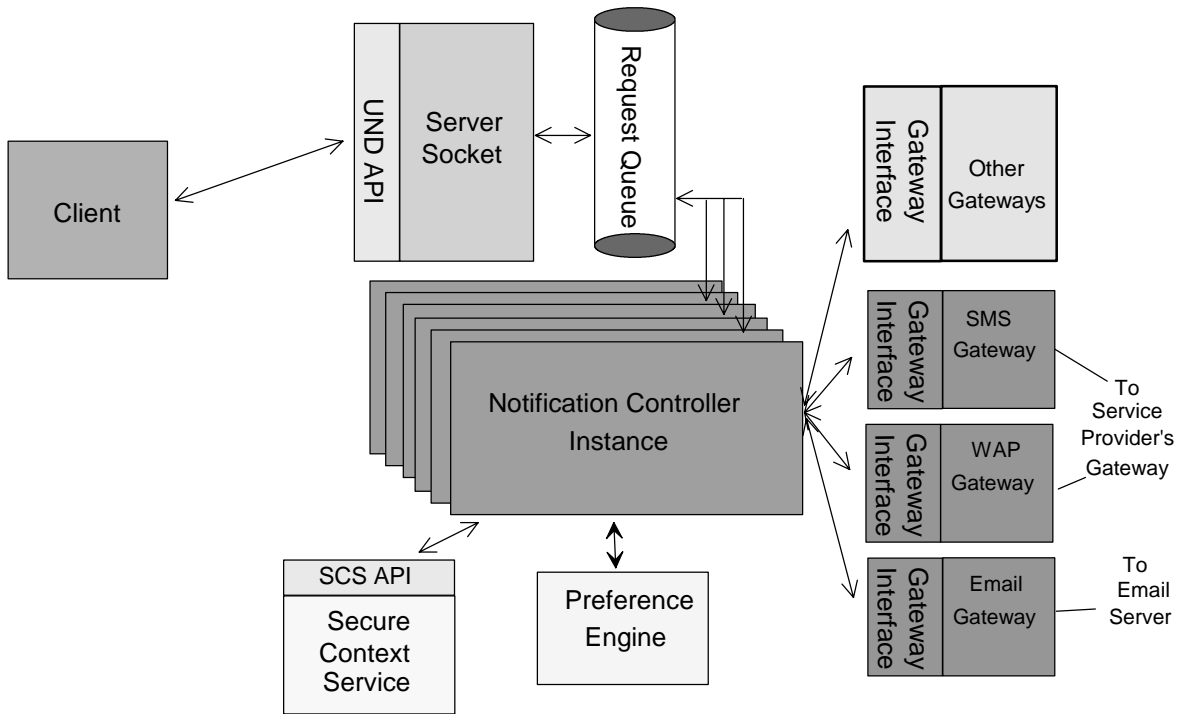 Client
UND API
Server
Socket
Request Queue
Gateway
Interface
Other
Gateways
Gateway
Interface
SMS
Gateway
Gateway
Interface
WAP
Gateway
Gateway
Interface
Email
Gateway
To
Service
Provider's
Gateway
To
Email
Server
Notification Controller
Instance
SCS API
Secure
Context
Service
Preference
Engine